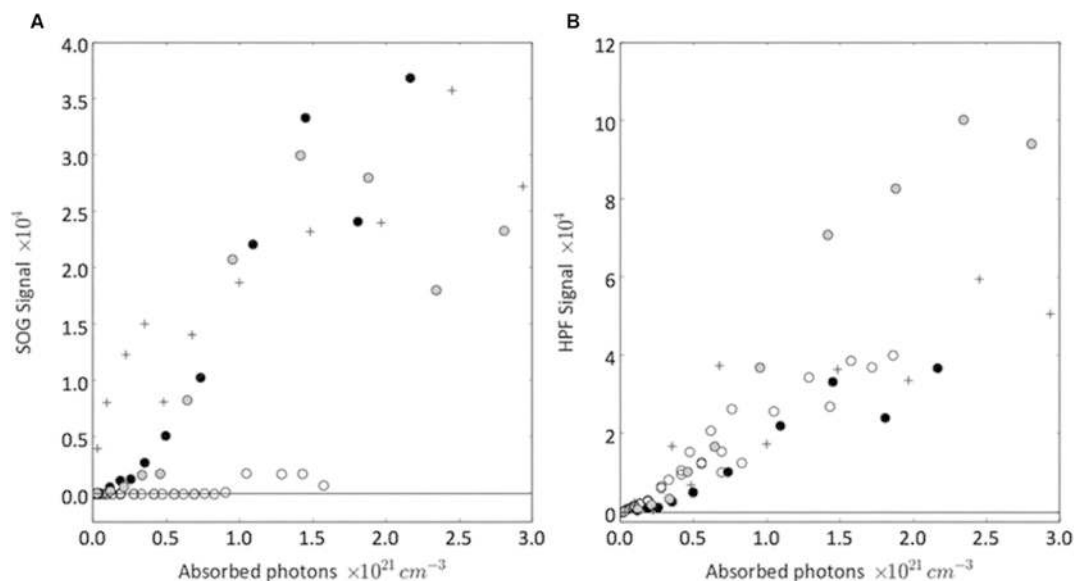 A
4.0
3.5
3.0
2.5
2.0
1.5
1.0
0.5
0.0
SOG Signal ×10⁴
0.0 0.5 1.0 1.5 2.0 2.5 3.0
Absorbed photons ×10²¹ cm⁻³
B
12
10
8
6
4
2
0
HPF Signal ×10⁴
0.0 0.5 1.0 1.5 2.0 2.5 3.0
Absorbed photons ×10²¹ cm⁻³